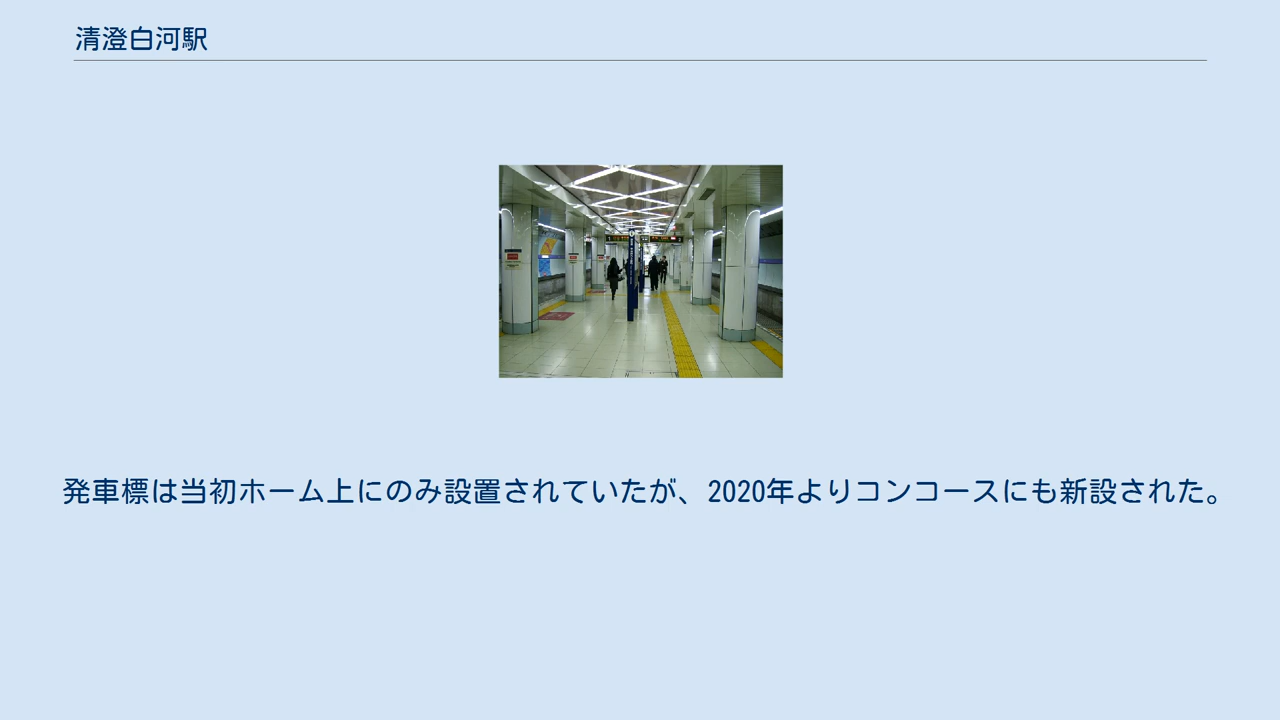 清澄白河駅
発車標は当初ホーム上にのみ設置されていたが、2020年よりコンコースにも新設された。